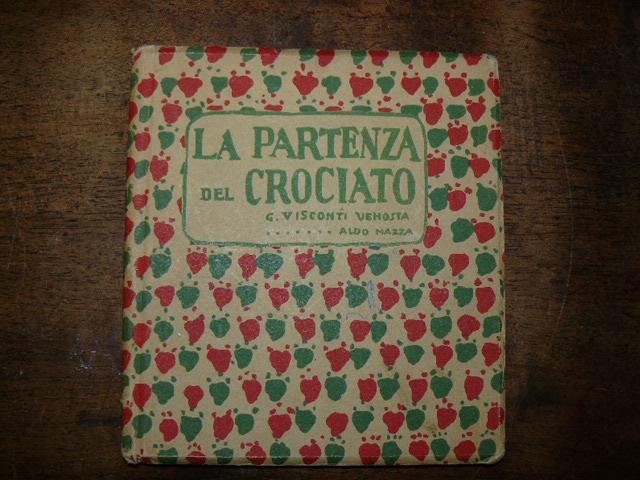 LA PARTENZA
DEL CROCIATO
G. VISCONTI VENOSTA
....... ALDO MAZZA